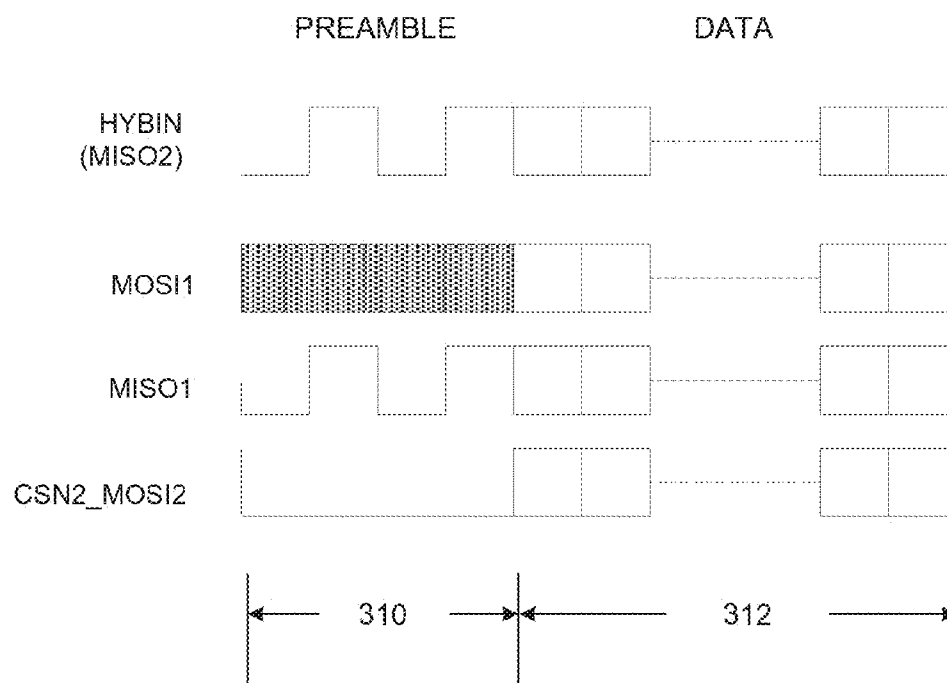 PREAMBLE DATA
HYBIN
(MISO2)
MOSI1
MISO1
CSN2_MOSI2
310 312